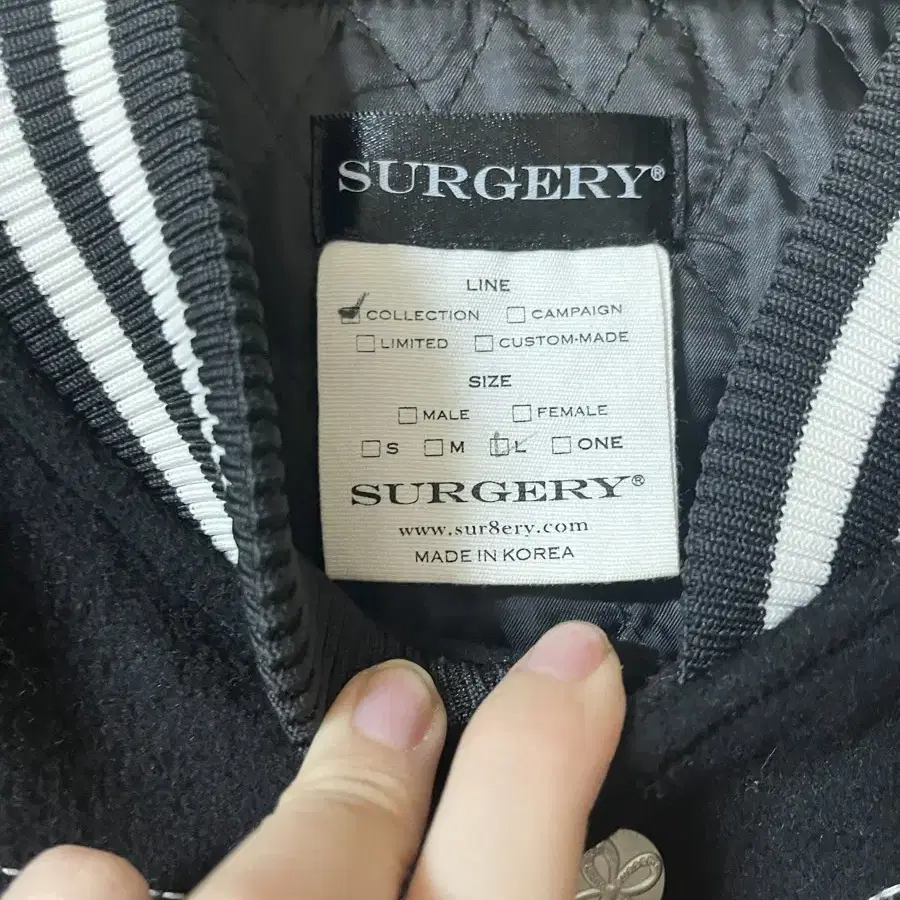 SURGERY®
LINE
COLLECTION CAMPAIGN
LIMITED CUSTOM-MADE
SIZE
MALE FEMALE
S M L ONE
SURGERY®
www.sur8ery.com
MADE IN KOREA